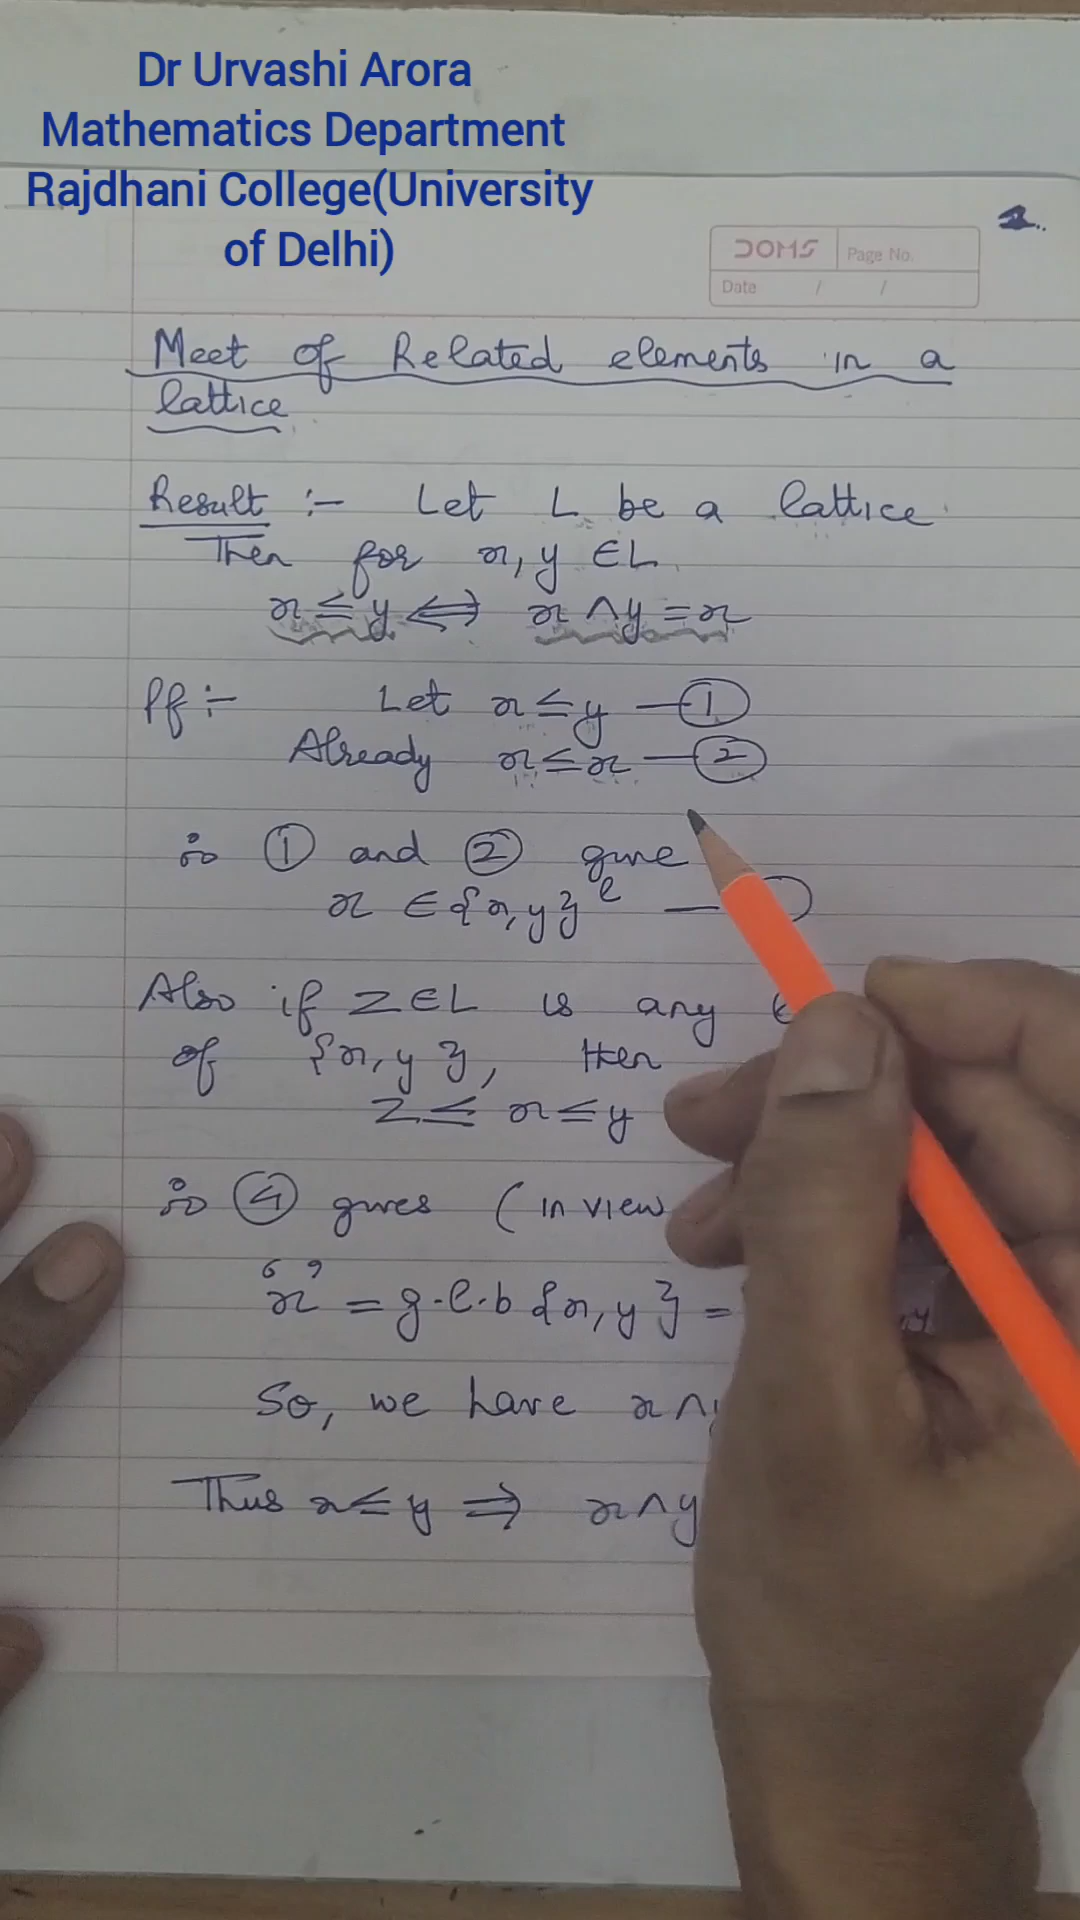 Dr Urvashi Arora
Mathematics Department
Rajdhani College(University
of Delhi)
2..
DOMS Page No.
Date / /
Meet of Related elements in a
lattice
Result :- Let L be a lattice
Then for x, y ∈ L
x ≤ y ⟺ x ∧ y = x
Pf :- Let x ≤ y — ①
Already x ≤ x — ②
∴ ① and ② give
x ∈ {x, y}ˡ —
Also if z ∈ L is any
of {x, y}, then
z ≤ x ≤ y
∴ ④ gives (in view
'x' = g.l.b {x, y} =
So, we have x ∧
Thus x ≤ y ⇒ x ∧ y